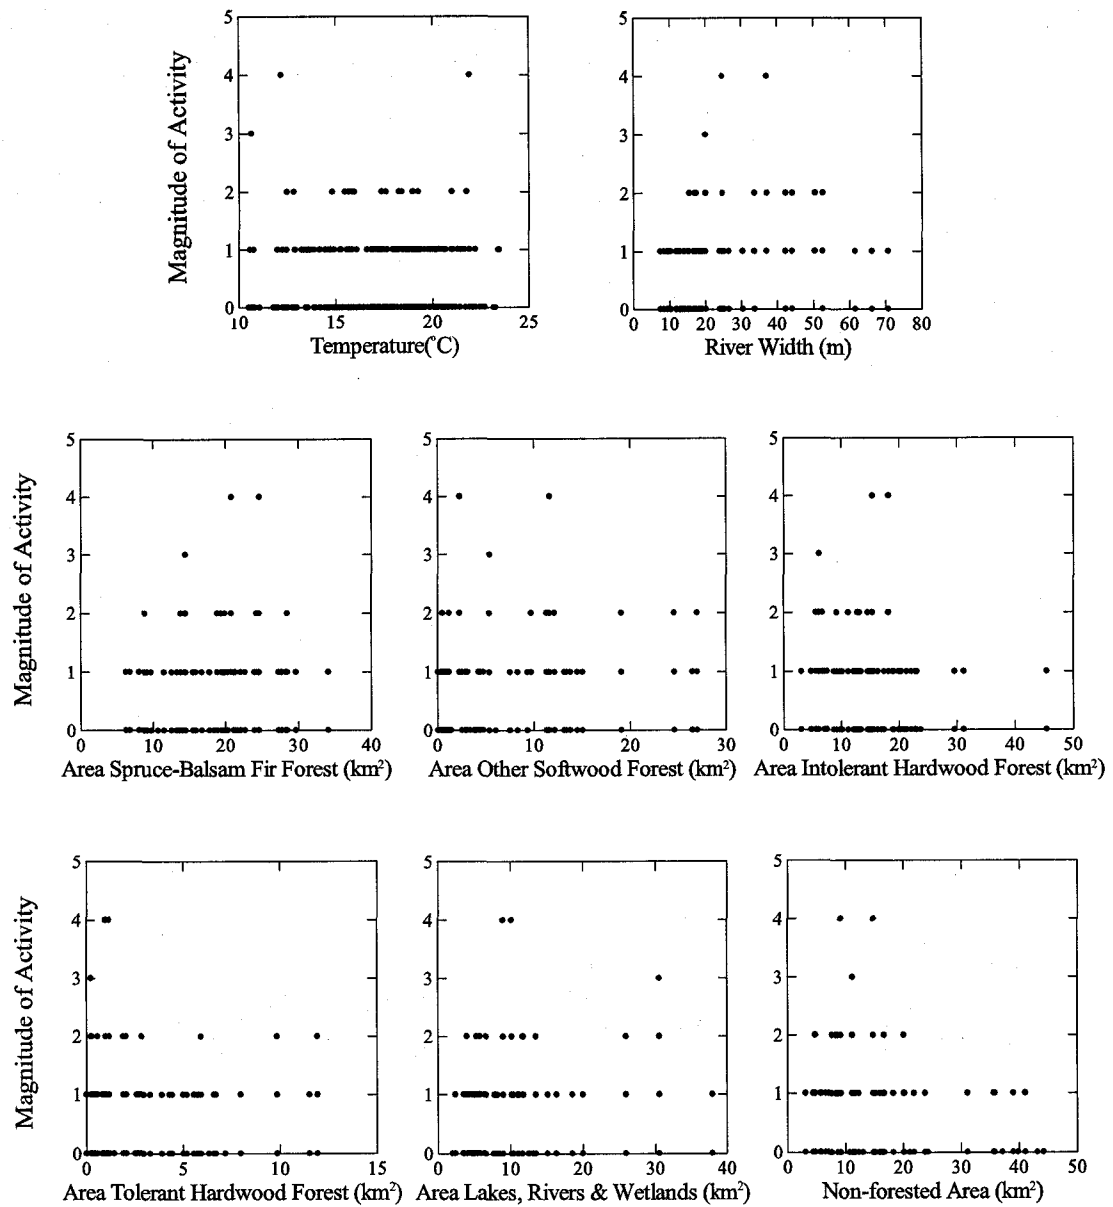 5
4
3
2
1
0
Magnitude of Activity
10 15 20 25
Temperature(°C)
5
4
3
2
1
0
0 10 20 30 40 50 60 70 80
River Width (m)
5
4
3
2
1
0
Magnitude of Activity
0 10 20 30 40
Area Spruce-Balsam Fir Forest (km²)
5
4
3
2
1
0
0 10 20 30
Area Other Softwood Forest (km²)
5
4
3
2
1
0
0 10 20 30 40 50
Area Intolerant Hardwood Forest (km²)
5
4
3
2
1
0
Magnitude of Activity
0 5 10 15
Area Tolerant Hardwood Forest (km²)
5
4
3
2
1
0
0 10 20 30 40
Area Lakes, Rivers & Wetlands (km²)
5
4
3
2
1
0
0 10 20 30 40 50
Non-forested Area (km²)